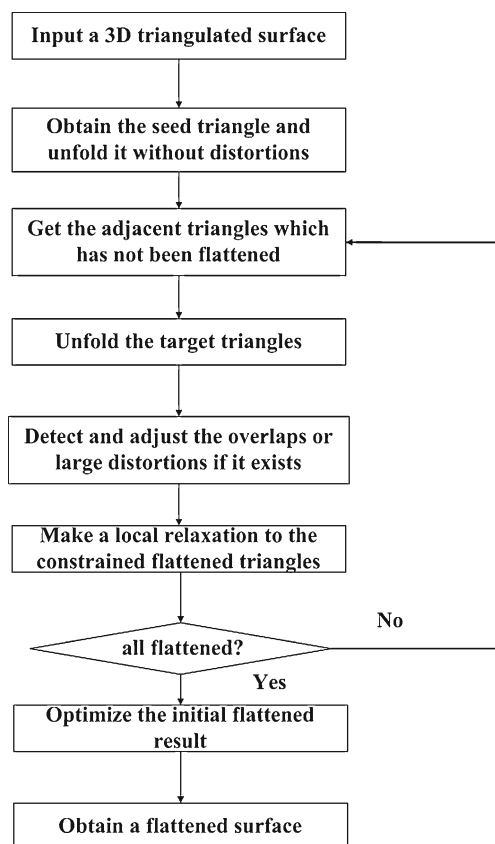 Input a 3D triangulated surface
Obtain the seed triangle and
unfold it without distortions
Get the adjacent triangles which
has not been flattened
Unfold the target triangles
Detect and adjust the overlaps or
large distortions if it exists
Make a local relaxation to the
constrained flattened triangles
all flattened?
No
Yes
Optimize the initial flattened
result
Obtain a flattened surface